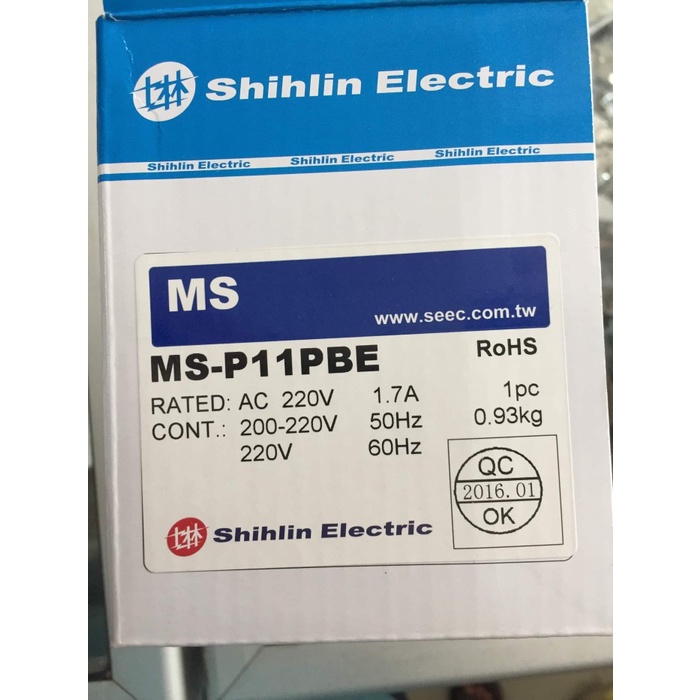 Shihlin Electric
Shihlin Electric Shihlin Electric Shihlin Electric
MS
www.seec.com.tw
MS-P11PBE RoHS
RATED: AC 220V 1.7A 1pc
CONT.: 200-220V 50Hz 0.93kg
220V 60Hz
QC
2016.01
OK
Shihlin Electric